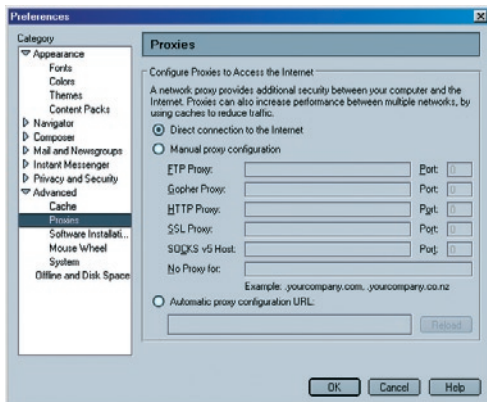 Preferences
Category
Appearance
Fonts
Colors
Themes
Content Packs
Navigator
Composer
Mail and Newsgroups
Instant Messenger
Privacy and Security
Advanced
Cache
Proxies
Software Installati...
Mouse Wheel
System
Offline and Disk Space
Proxies
Configure Proxies to Access the Internet
A network proxy provides additional security between your computer and the
Internet. Proxies can also increase performance between multiple networks, by
using caches to reduce traffic.
Direct connection to the Internet
Manual proxy configuration
FTP Proxy: Port: 0
Gopher Proxy: Port: 0
HTTP Proxy: Port: 0
SSL Proxy: Port: 0
SOCKS v5 Host: Port: 0
No Proxy for:
Example: .yourcompany.com, .yourcompany.co.nz
Automatic proxy configuration URL:
Reload
OK Cancel Help